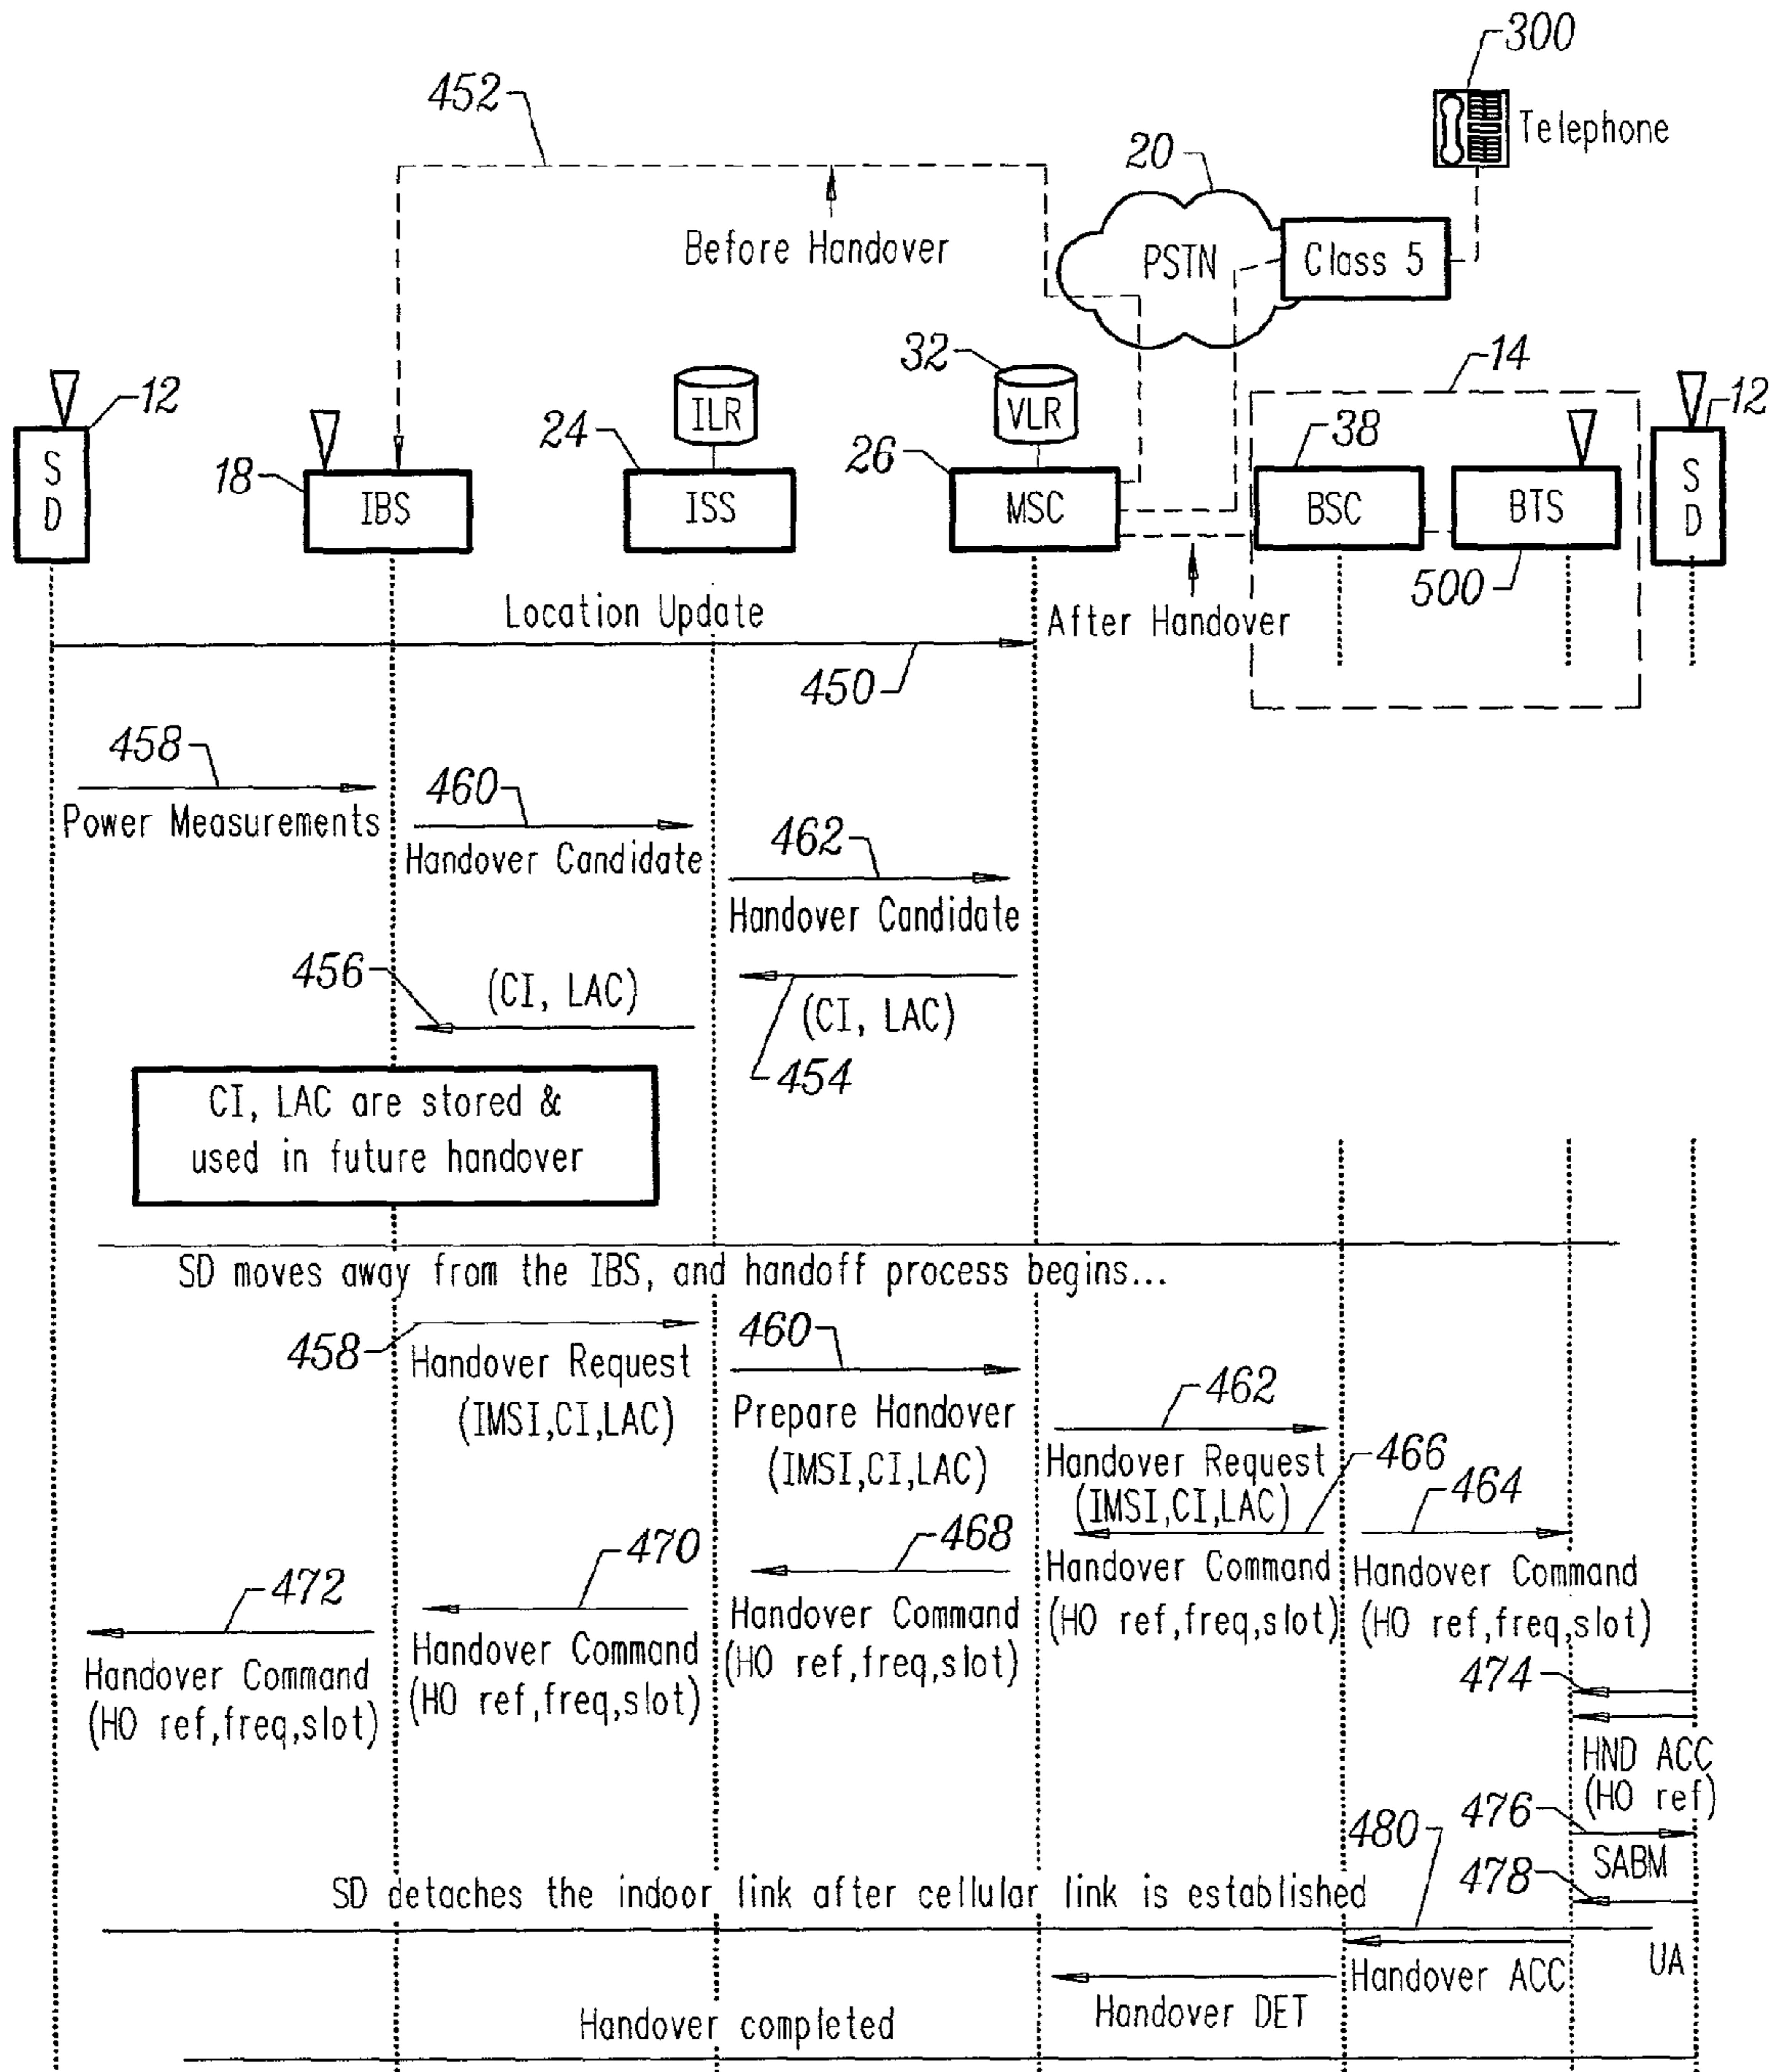 300
Telephone
452
20
Before Handover
PSTN
Class 5
12
ILR
32
VLR
14
12
SD
18
IBS
24
ISS
26
MSC
38
BSC
BTS
SD
500
Location Update
After Handover
450
458
Power Measurements
460
Handover Candidate
462
Handover Candidate
456
(CI, LAC)
(CI, LAC)
454
CI, LAC are stored &
used in future handover
SD moves away from the IBS, and handoff process begins...
458
Handover Request
(IMSI,CI,LAC)
460
Prepare Handover
(IMSI,CI,LAC)
462
Handover Request
(IMSI,CI,LAC)
466
464
Handover Command
(HO ref,freq,slot)
Handover Command
(HO ref,freq,slot)
468
Handover Command
(HO ref,freq,slot)
470
Handover Command
(HO ref,freq,slot)
472
Handover Command
(HO ref,freq,slot)
474
HND ACC
(HO ref)
476
SABM
480
478
SD detaches the indoor link after cellular link is established
UA
Handover ACC
Handover DET
Handover completed